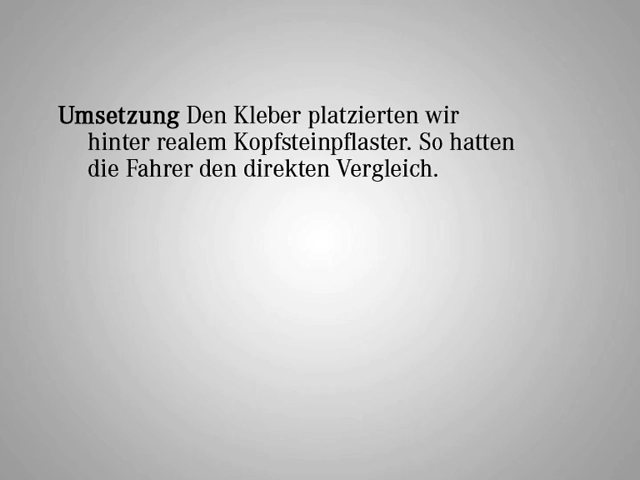 Umsetzung Den Kleber platzierten wir
hinter realem Kopfsteinpflaster. So hatten
die Fahrer den direkten Vergleich.